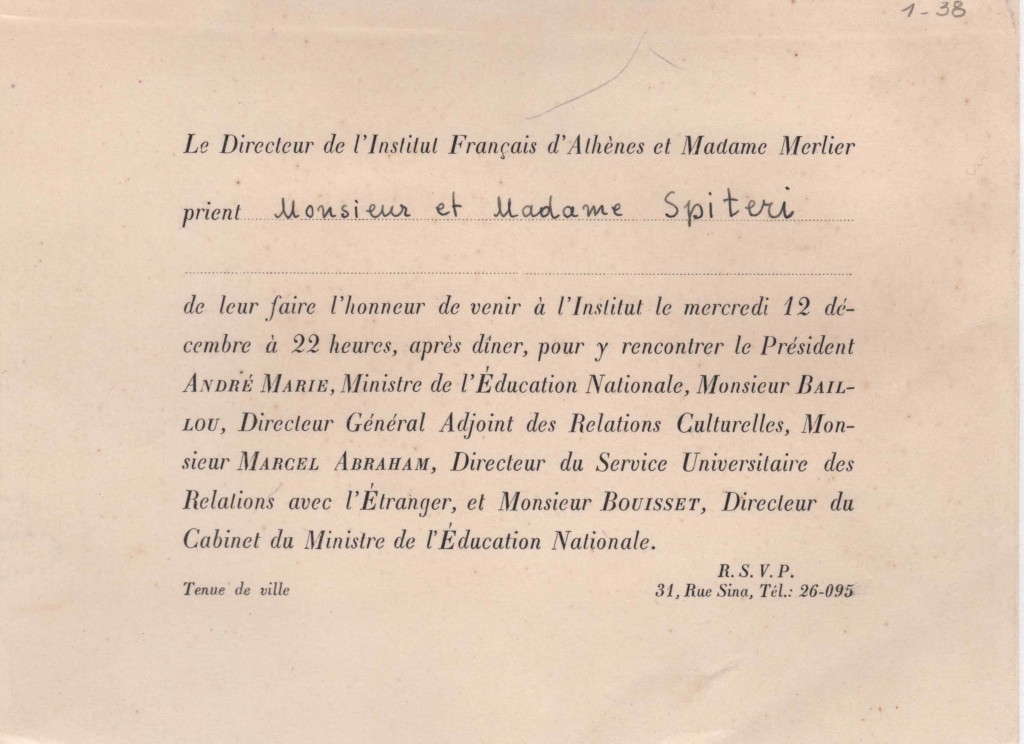 1-38
Le Directeur de l'Institut Français d'Athènes et Madame Merlier
prient Monsieur et Madame Spiteri
de leur faire l'honneur de venir à l'Institut le mercredi 12 dé-
cembre à 22 heures, après dîner, pour y rencontrer le Président
ANDRÉ MARIE, Ministre de l'Éducation Nationale, Monsieur BAIL-
LOU, Directeur Général Adjoint des Relations Culturelles, Mon-
sieur MARCEL ABRAHAM, Directeur du Service Universitaire des
Relations avec l'Étranger, et Monsieur BOUISSET, Directeur du
Cabinet du Ministre de l'Éducation Nationale.
R. S. V. P.
Tenue de ville 31, Rue Sina, Tél.: 26-095